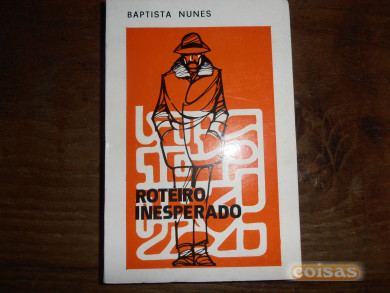 BAPTISTA NUNES
ROTEIRO
INESPERADO
coisas